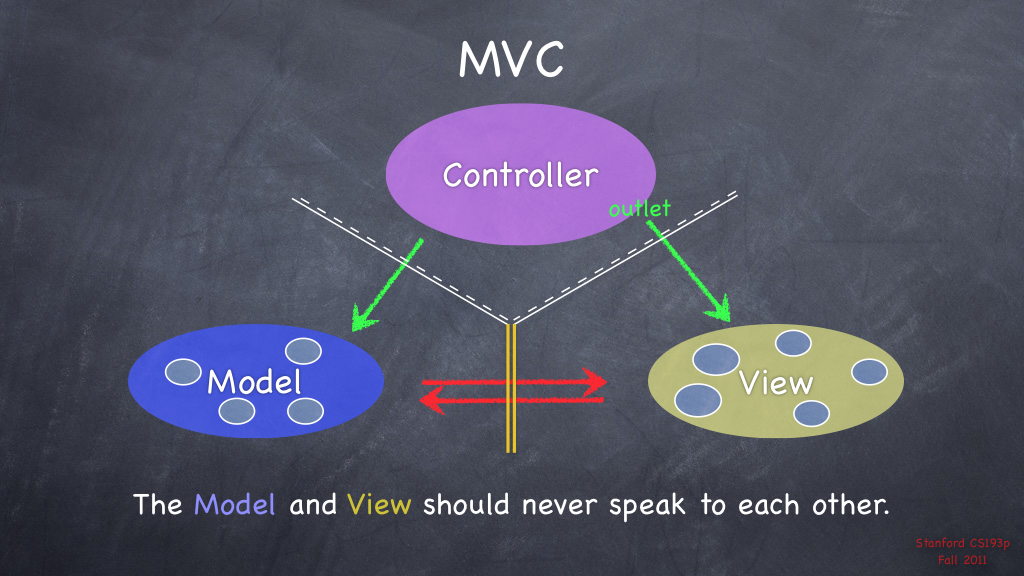 MVC
Controller
outlet
Model
View
The Model and View should never speak to each other.
Stanford CS193p
Fall 2011